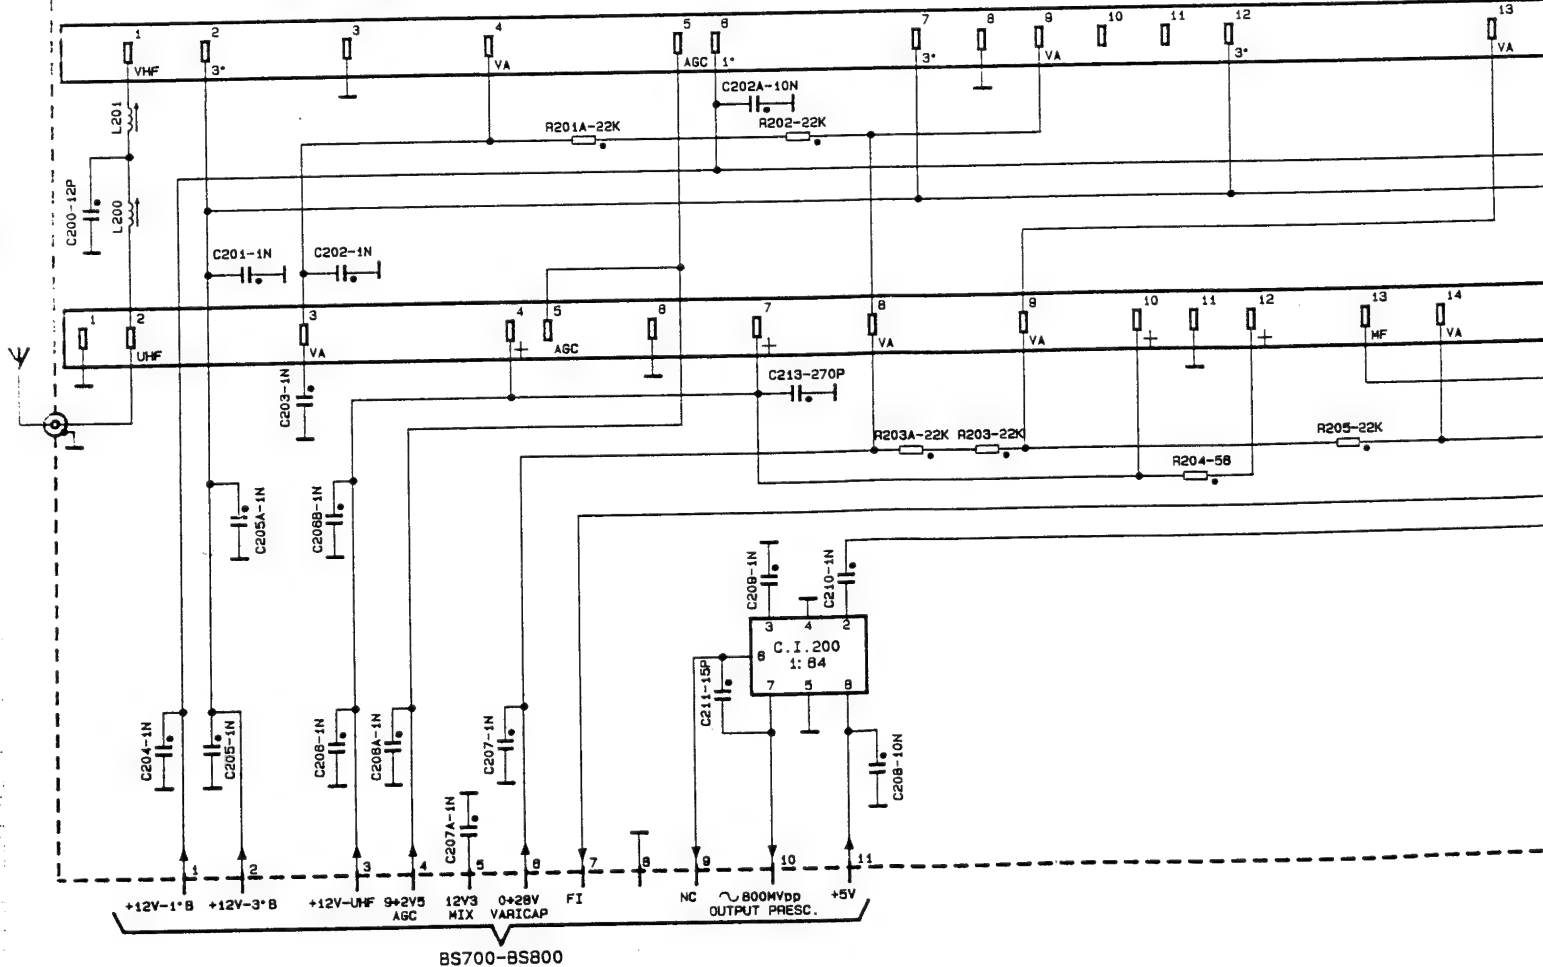 1 2 3 4 5 6 7 8 9 10 11 12 13
VHF 3° VA AGC 1° 3° VA 3° VA
L201
C202A-10N
R201A-22K R202-22K
C200-12P
L200
C201-1N C202-1N
1 2 3 4 5 6 7 8 9 10 11 12 13 14
UHF VA + AGC + VA VA + + MF VA
C203-1N
C213-270P
R203A-22K R203-22K R205-22K
R204-56
C205A-1N C206B-1N
C209-1N C210-1N
3 4 2
C.I.200
6
1:64
7 5 8
C211-15P
C204-1N C205-1N C206-1N C206A-1N C207-1N
C208-10N
C207A-1N
1 2 3 4 5 6 7 8 9 10 11
+12V-1°B +12V-3°B +12V-UHF 9+2V5 12V3 0+28V FI NC ~800MVpp +5V
AGC MIX VARICAP OUTPUT PRESC.
BS700-BS800